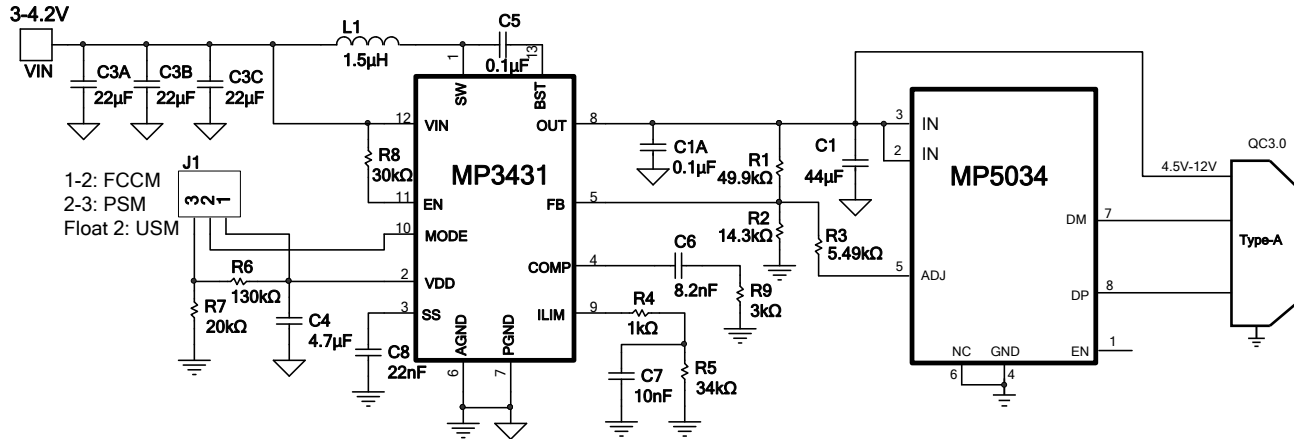 3-4.2V
VIN
C3A
22µF
C3B
22µF
C3C
22µF
L1
1.5µH
C5
0.1µF
1
13
SW
BST
12
VIN
OUT
8
R8
30kΩ
MP3431
C1A
0.1µF
R1
49.9kΩ
C1
44µF
3
IN
2
IN
MP5034
QC3.0
4.5V-12V
Type-A
J1
1-2: FCCM
2-3: PSM
Float 2: USM
3
2
1
11
EN
FB
5
10
MODE
R2
14.3kΩ
R3
5.49kΩ
DM
7
COMP
4
C6
8.2nF
R9
3kΩ
5
ADJ
DP
8
R6
130kΩ
2
VDD
R7
20kΩ
C4
4.7µF
3
SS
ILIM
9
R4
1kΩ
C8
22nF
AGND
PGND
6
7
C7
10nF
R5
34kΩ
NC
GND
EN
1
6
4